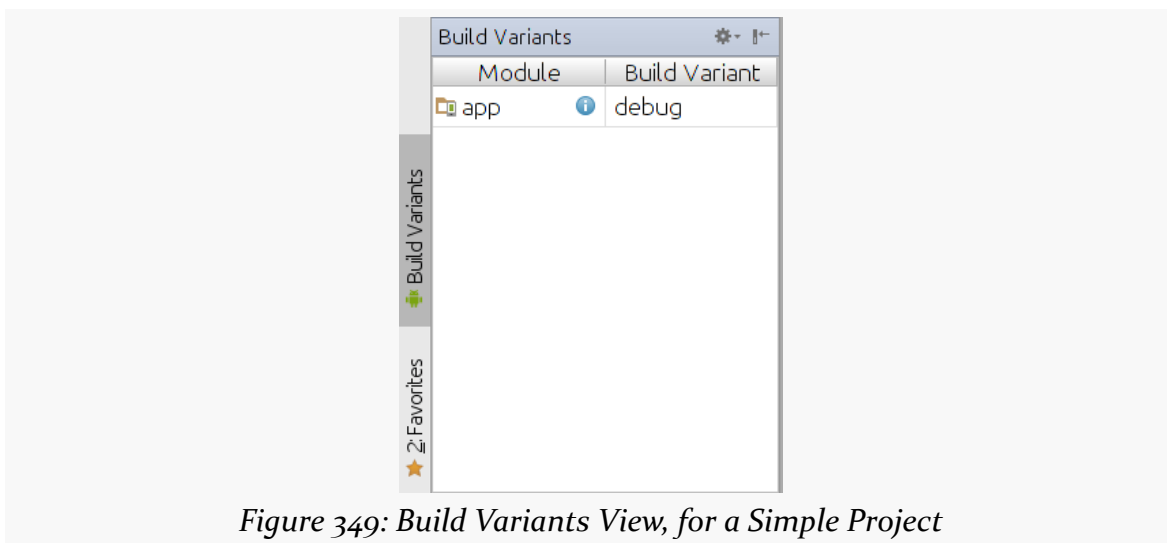 Build Variants
Module Build Variant
app debug
Build Variants
2: Favorites
Figure 349: Build Variants View, for a Simple Project